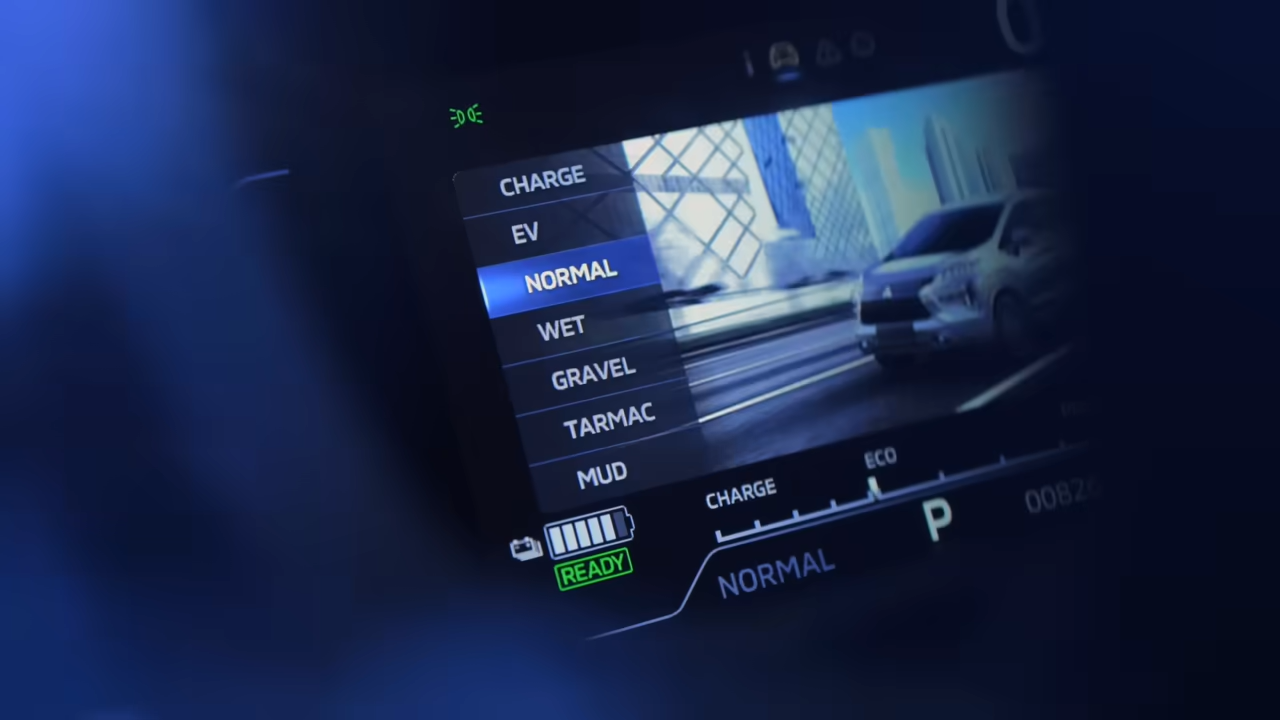 CHARGE
EV
NORMAL
WET
GRAVEL
TARMAC
MUD
ECO
CHARGE
P
READY
NORMAL